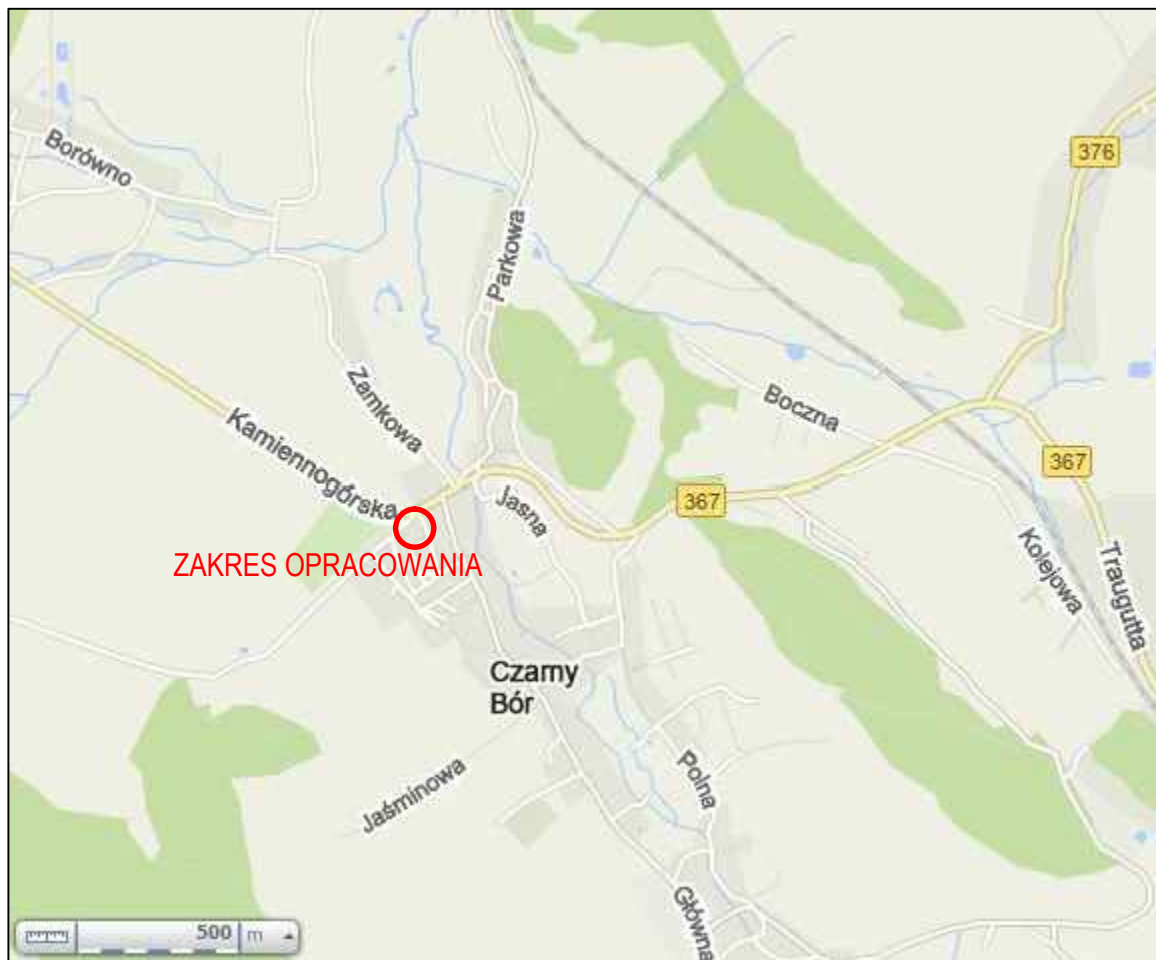 376
Borówno
Parkowa
Zamkowa
Boczna
Kamiennogórska
367
367
Jasna
ZAKRES OPRACOWANIA
Kolejowa
Traugutta
Czarny
Bór
Polna
Jaśminowa
Główna
500 m